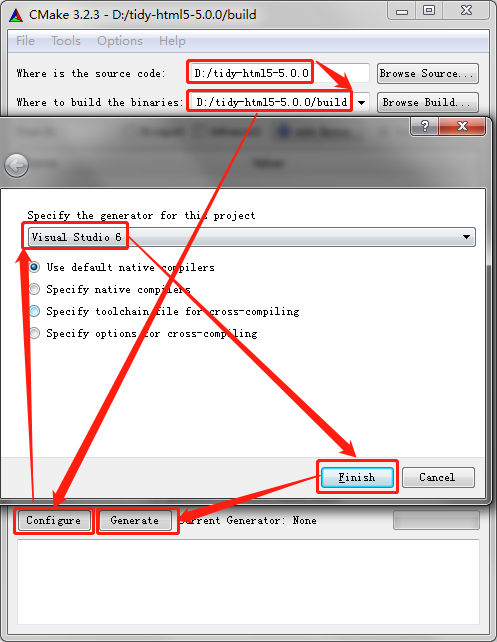 CMake 3.2.3 - D:/tidy-html5-5.0.0/build
File Tools Options Help
Where is the source code: D:/tidy-html5-5.0.0 Browse Source...
Where to build the binaries: D:/tidy-html5-5.0.0/build Browse Build...
Specify the generator for this project
Visual Studio 6
Use default native compilers
Specify native compilers
Specify toolchain file for cross-compiling
Specify options for cross-compiling
Finish Cancel
Configure Generate Current Generator: None